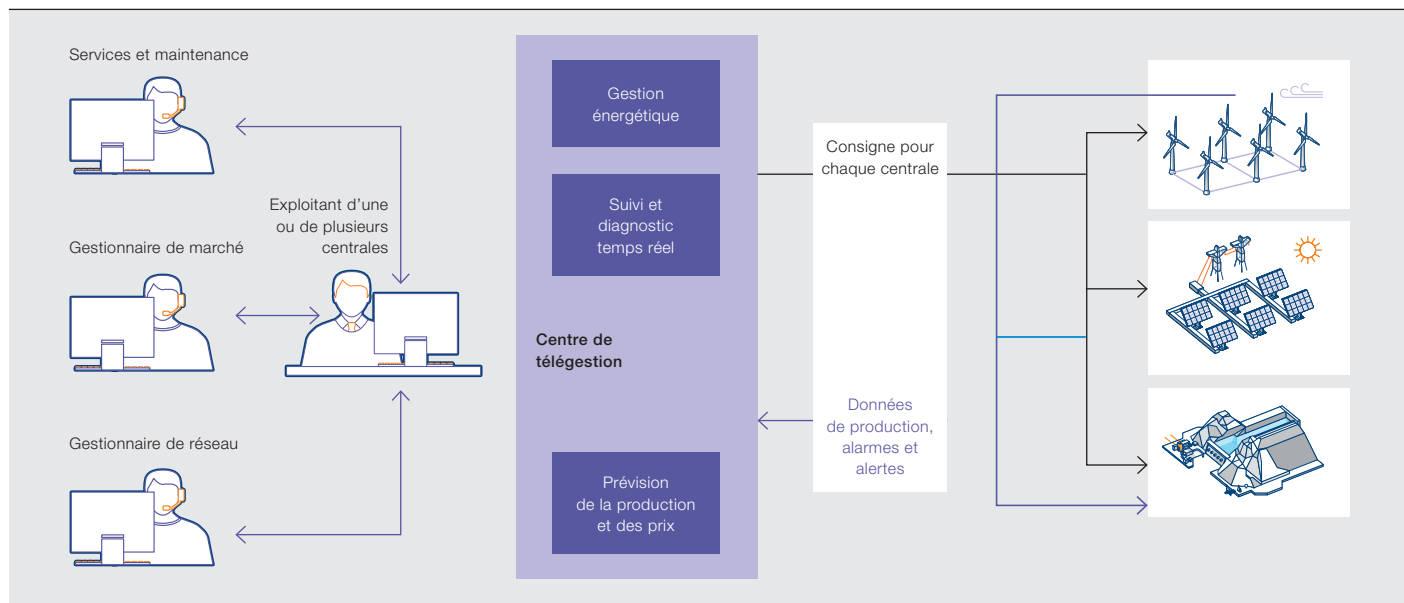 Services et maintenance
Exploitant d’une
ou de plusieurs
centrales
Gestionnaire de marché
Gestionnaire de réseau
Gestion
énergétique
Suivi et
diagnostic
temps réel
Centre de
télégestion
Prévision
de la production
et des prix
Consigne pour
chaque centrale
Données
de production,
alarmes et
alertes